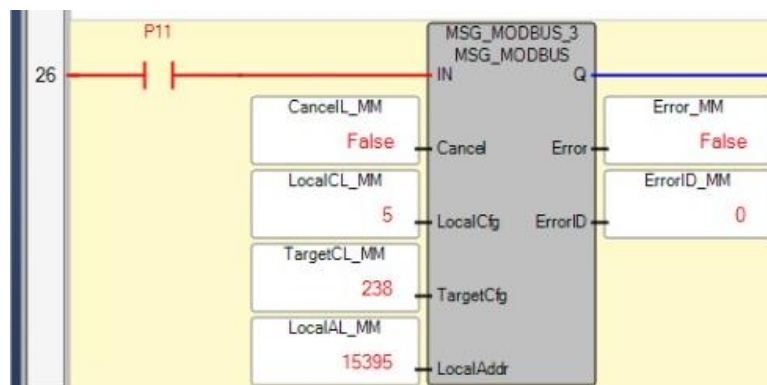 P11
MSG_MODBUS_3
MSG_MODBUS
26
IN Q
CancelL_MM
False
Cancel
Error_MM
False
Error
LocalCL_MM
5
LocalCfg
ErrorID_MM
0
ErrorID
TargetCL_MM
238
TargetCfg
LocalAL_MM
15395
LocalAddr